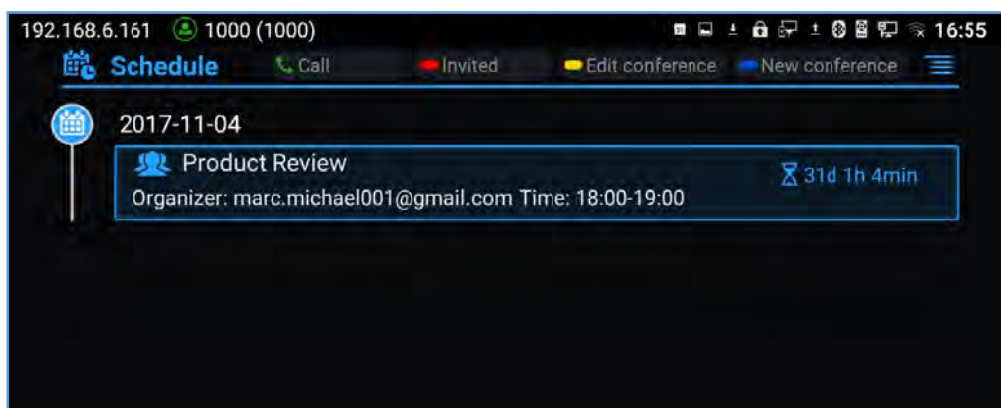 192.168.6.161 1000 (1000) 16:55
Schedule Call Invited Edit conference New conference
2017-11-04
Product Review
31d 1h 4min
Organizer: marc.michael001@gmail.com Time: 18:00-19:00